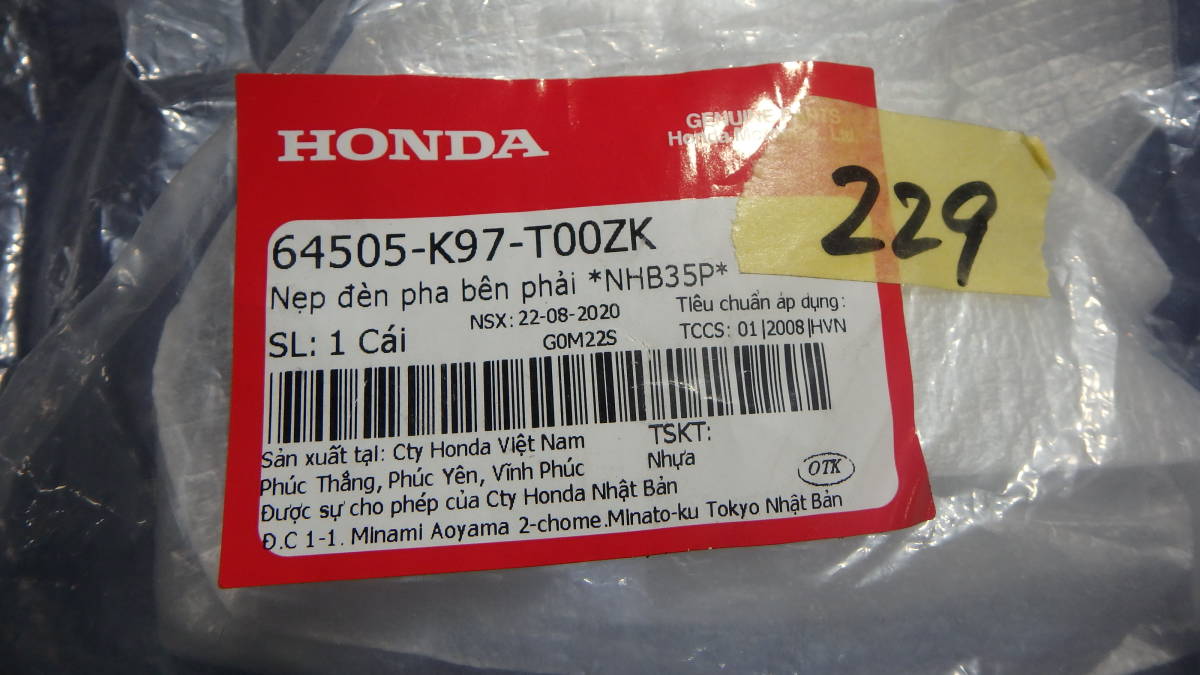 HONDA
GENUINE PARTS
Honda Ltd.
229
64505-K97-T00ZK
Nẹp đèn pha bên phải *NHB35P*
NSX: 22-08-2020
TIêu chuẩn áp dụng:
SL: 1 Cái
G0M22S
TCCS: 01|2008|HVN
Sản xuất tạI: Cty Honda Việt Nam
TSKT:
Phúc Thắng, Phúc Yên, Vĩnh Phúc
Nhựa
OTK
Được sự cho phép của Cty Honda Nhật Bản
Đ.C 1-1. MInami Aoyama 2-chome.MInato-ku Tokyo Nhật Bản